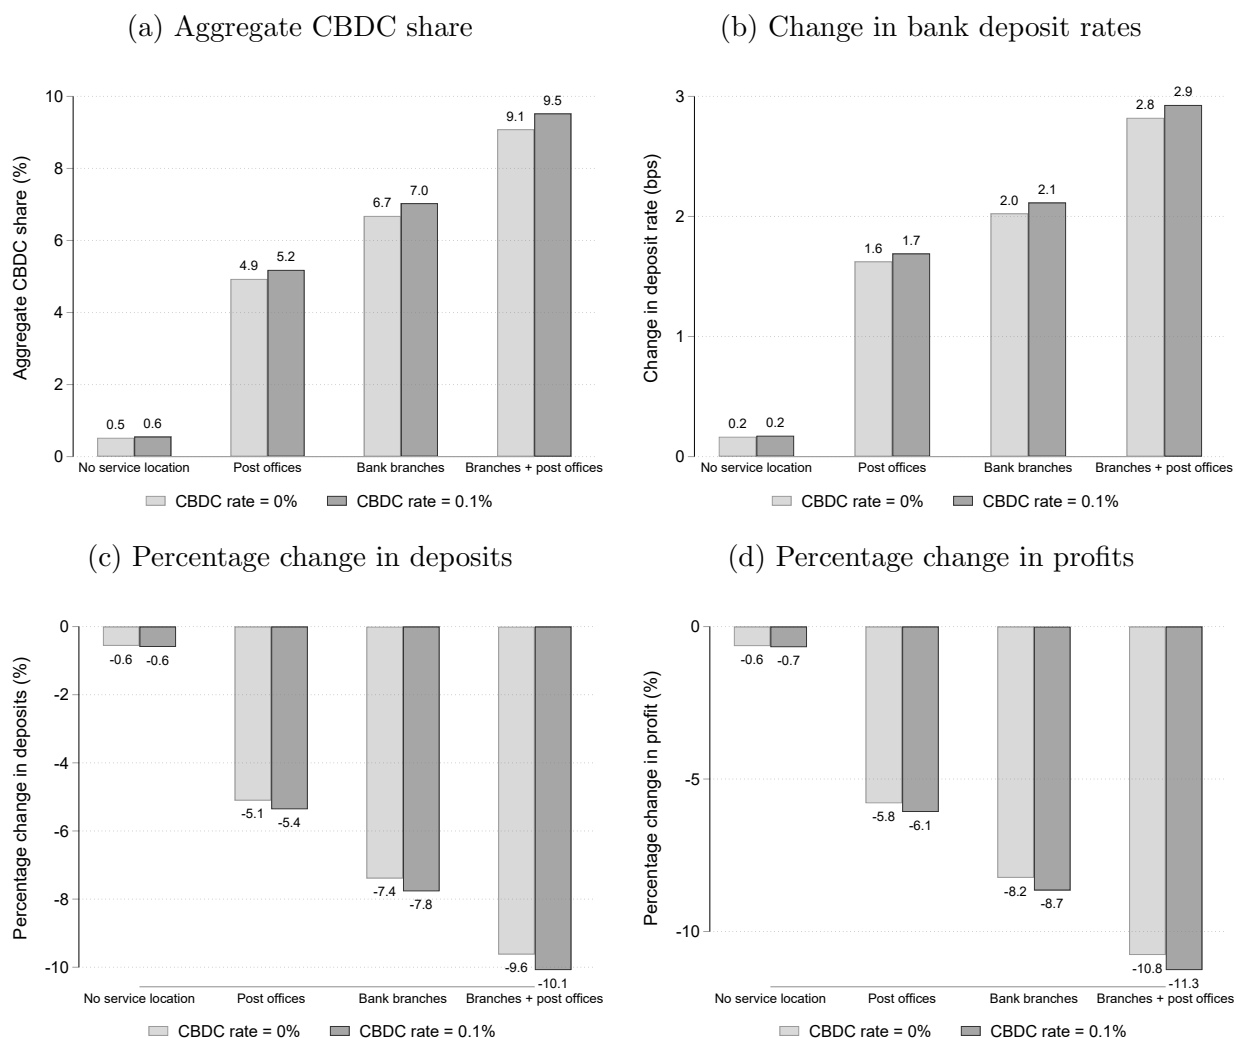 (a) Aggregate CBDC share
Aggregate CBDC share (%)
10
8
6
4
2
0
0.5 0.6
4.9 5.2
6.7 7.0
9.1 9.5
No service location Post offices Bank branches Branches + post offices
CBDC rate = 0% CBDC rate = 0.1%
(b) Change in bank deposit rates
Change in deposit rate (bps)
3
2
1
0
0.2 0.2
1.6 1.7
2.0 2.1
2.8 2.9
No service location Post offices Bank branches Branches + post offices
CBDC rate = 0% CBDC rate = 0.1%
(c) Percentage change in deposits
Percentage change in deposits (%)
0
-2
-4
-6
-8
-10
-0.6 -0.6
-5.1 -5.4
-7.4 -7.8
-9.6 -10.1
No service location Post offices Bank branches Branches + post offices
CBDC rate = 0% CBDC rate = 0.1%
(d) Percentage change in profits
Percentage change in profit (%)
0
-5
-10
-0.6 -0.7
-5.8 -6.1
-8.2 -8.7
-10.8 -11.3
No service location Post offices Bank branches Branches + post offices
CBDC rate = 0% CBDC rate = 0.1%